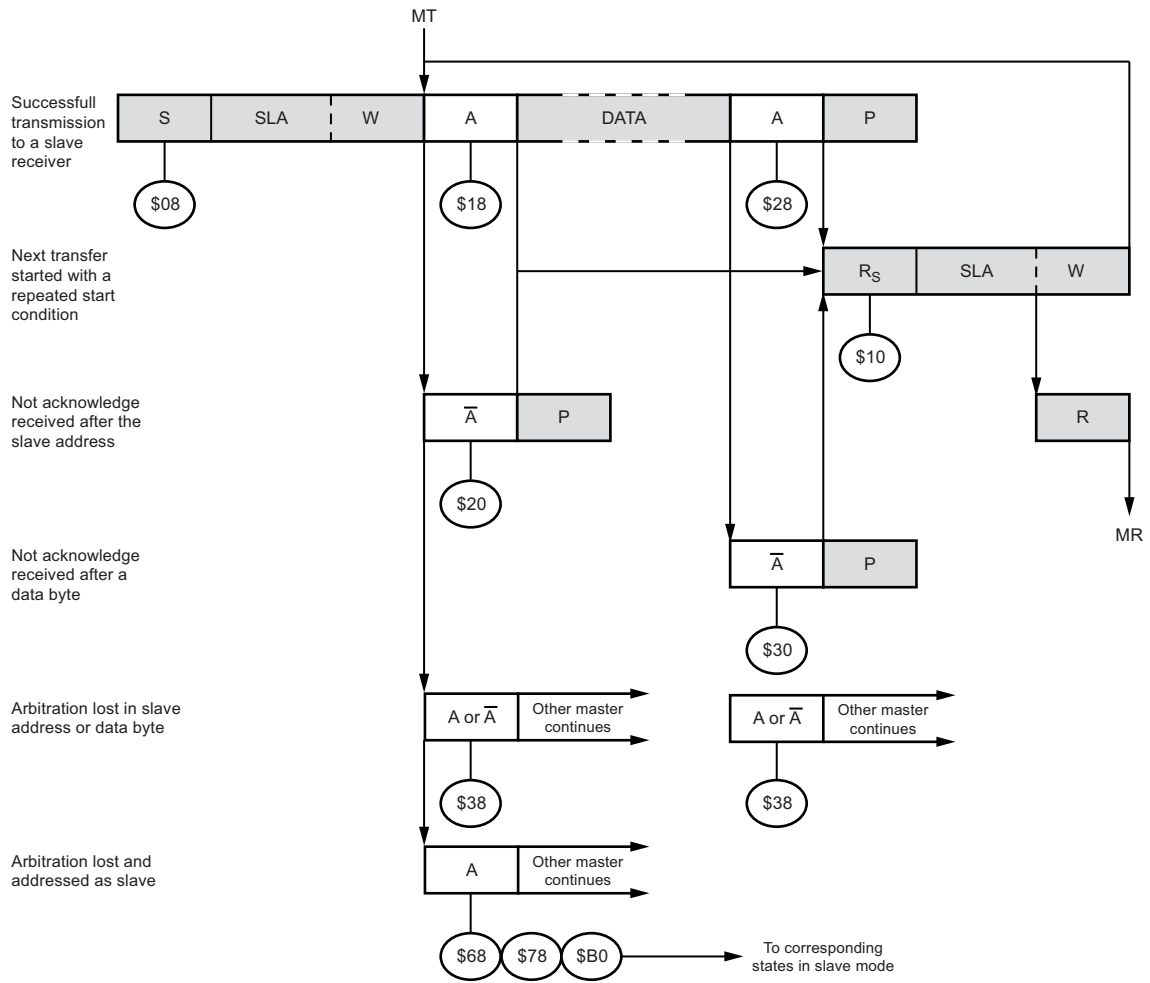 MT
Successfull
transmission
to a slave
receiver
S
SLA
W
A
DATA
A
P
$08
$18
$28
Next transfer
started with a
repeated start
condition
RS
SLA
W
$10
Not acknowledge
received after the
slave address
A̅
P
R
$20
MR
Not acknowledge
received after a
data byte
A̅
P
$30
Arbitration lost in slave
address or data byte
A or A̅
Other master
continues
A or A̅
Other master
continues
$38
$38
Arbitration lost and
addressed as slave
A
Other master
continues
$68
$78
$B0
To corresponding
states in slave mode